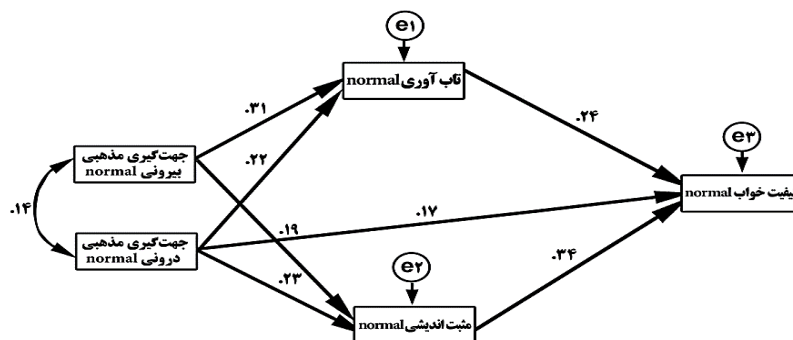 e۱
تاب آوری normal
.۳۱
.۲۴
.۲۲
e۳
جهت‌گیری مذهبی
بیرونی normal
کیفیت خواب normal
.۱۴
.۱۷
.۱۹
جهت‌گیری مذهبی
درونی normal
.۳۴
.۲۳
e۲
مثبت اندیشی normal